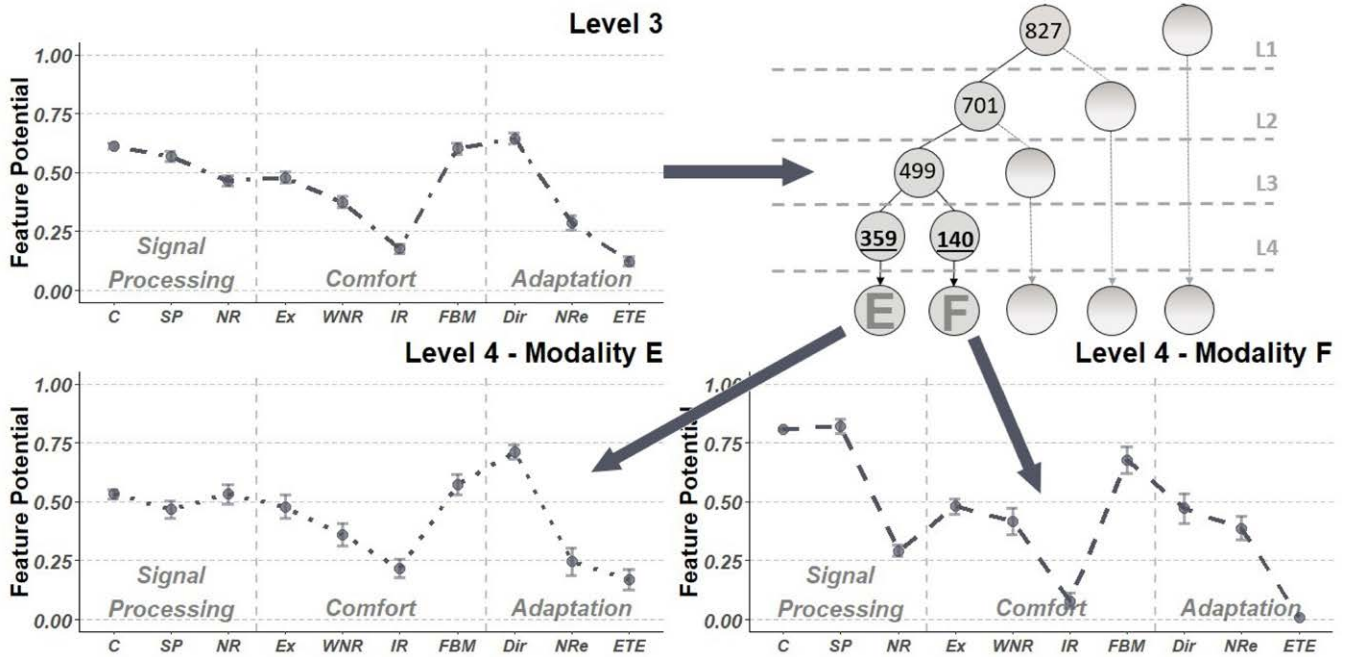 Level 3
Feature Potential
1.00
0.75
0.50
0.25
0.00
Signal
Processing
Comfort
Adaptation
C SP NR Ex WNR IR FBM Dir NRe ETE
827
L1
701
L2
499
L3
359 140
L4
E F
Level 4 - Modality E
Feature Potential
1.00
0.75
0.50
0.25
0.00
Signal
Processing
Comfort
Adaptation
C SP NR Ex WNR IR FBM Dir NRe ETE
Level 4 - Modality F
Feature Potential
1.00
0.75
0.50
0.25
0.00
Signal
Processing
Comfort
Adaptation
C SP NR Ex WNR IR FBM Dir NRe ETE